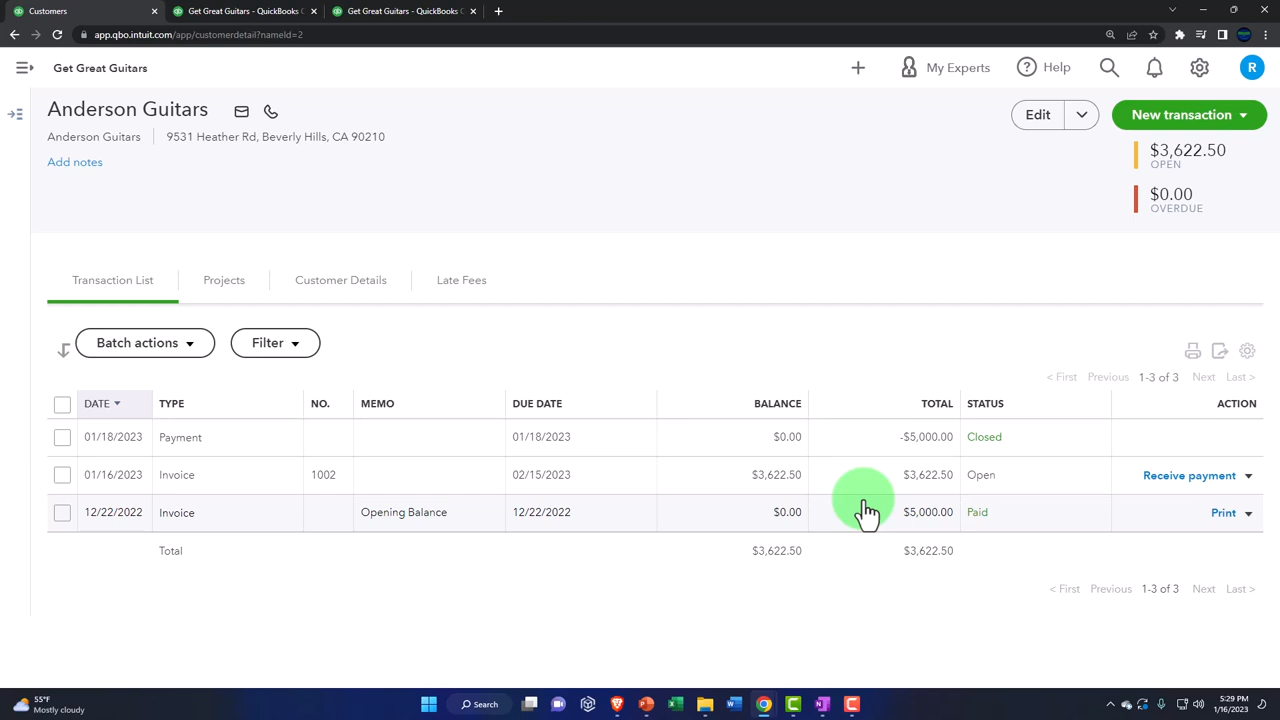 Customers
Get Great Guitars - QuickBooks C
Get Great Guitars - QuickBooks C
app.qbo.intuit.com/app/customerdetail?nameId=2
Get Great Guitars
My Experts
Help
R
Anderson Guitars
Edit
New transaction
Anderson Guitars
9531 Heather Rd, Beverly Hills, CA 90210
Add notes
$3,622.50
OPEN
$0.00
OVERDUE
Transaction List
Projects
Customer Details
Late Fees
Batch actions
Filter
< First Previous 1-3 of 3 Next Last >
DATE TYPE NO. MEMO DUE DATE BALANCE TOTAL STATUS ACTION
01/18/2023 Payment 01/18/2023 $0.00 -$5,000.00 Closed
01/16/2023 Invoice 1002 02/15/2023 $3,622.50 $3,622.50 Open Receive payment
12/22/2022 Invoice Opening Balance 12/22/2022 $0.00 $5,000.00 Paid Print
Total $3,622.50 $3,622.50
< First Previous 1-3 of 3 Next Last >
55°F
Mostly cloudy
Search
5:29 PM
1/16/2023